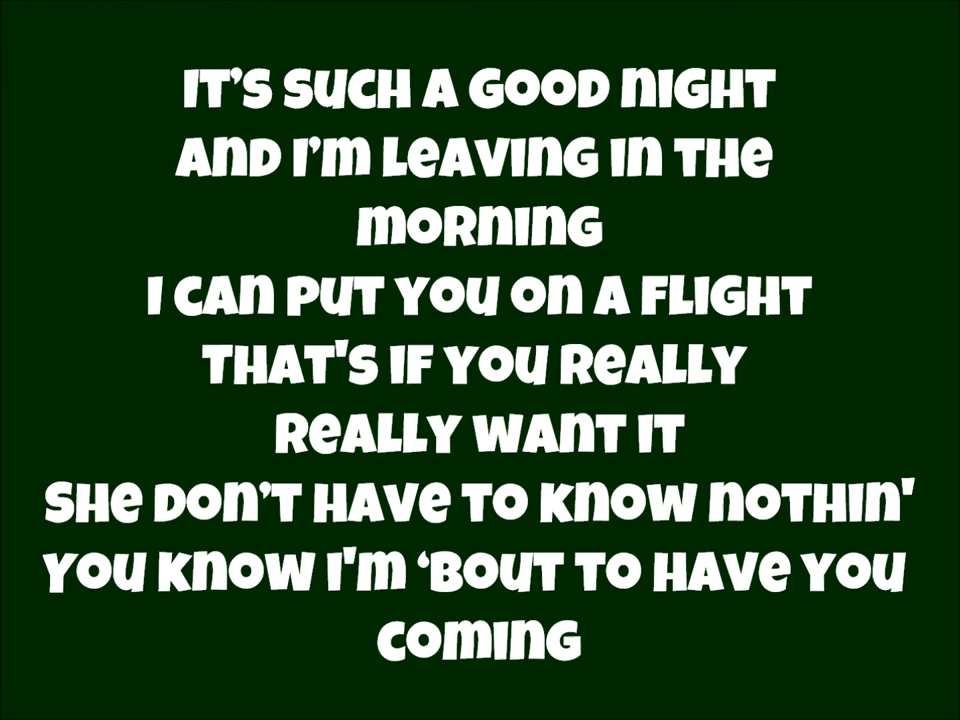 IT’S SUCH A GOOD NIGHT
AND I’M LEAVING IN THE
MORNING
I CAN PUT YOU ON A FLIGHT
THAT'S IF YOU REALLY
REALLY WANT IT
SHE DON’T HAVE TO KNOW NOTHIN'
YOU KNOW I'M ‘BOUT TO HAVE YOU
COMING